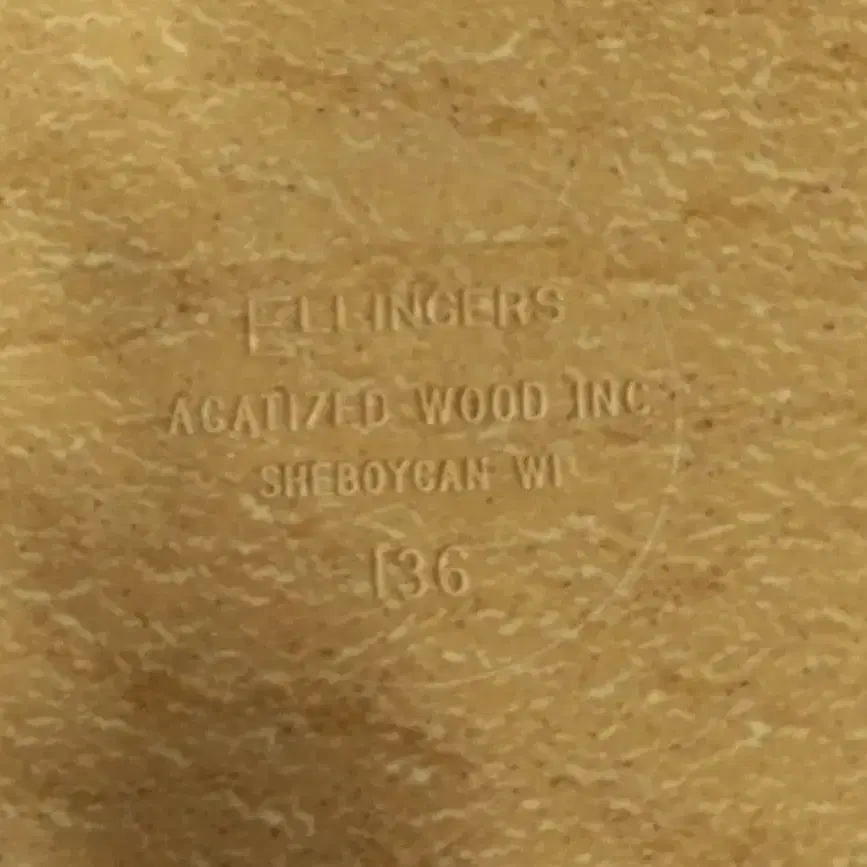 ELLINGERS
AGATIZED WOOD INC
SHEBOYGAN WI
136